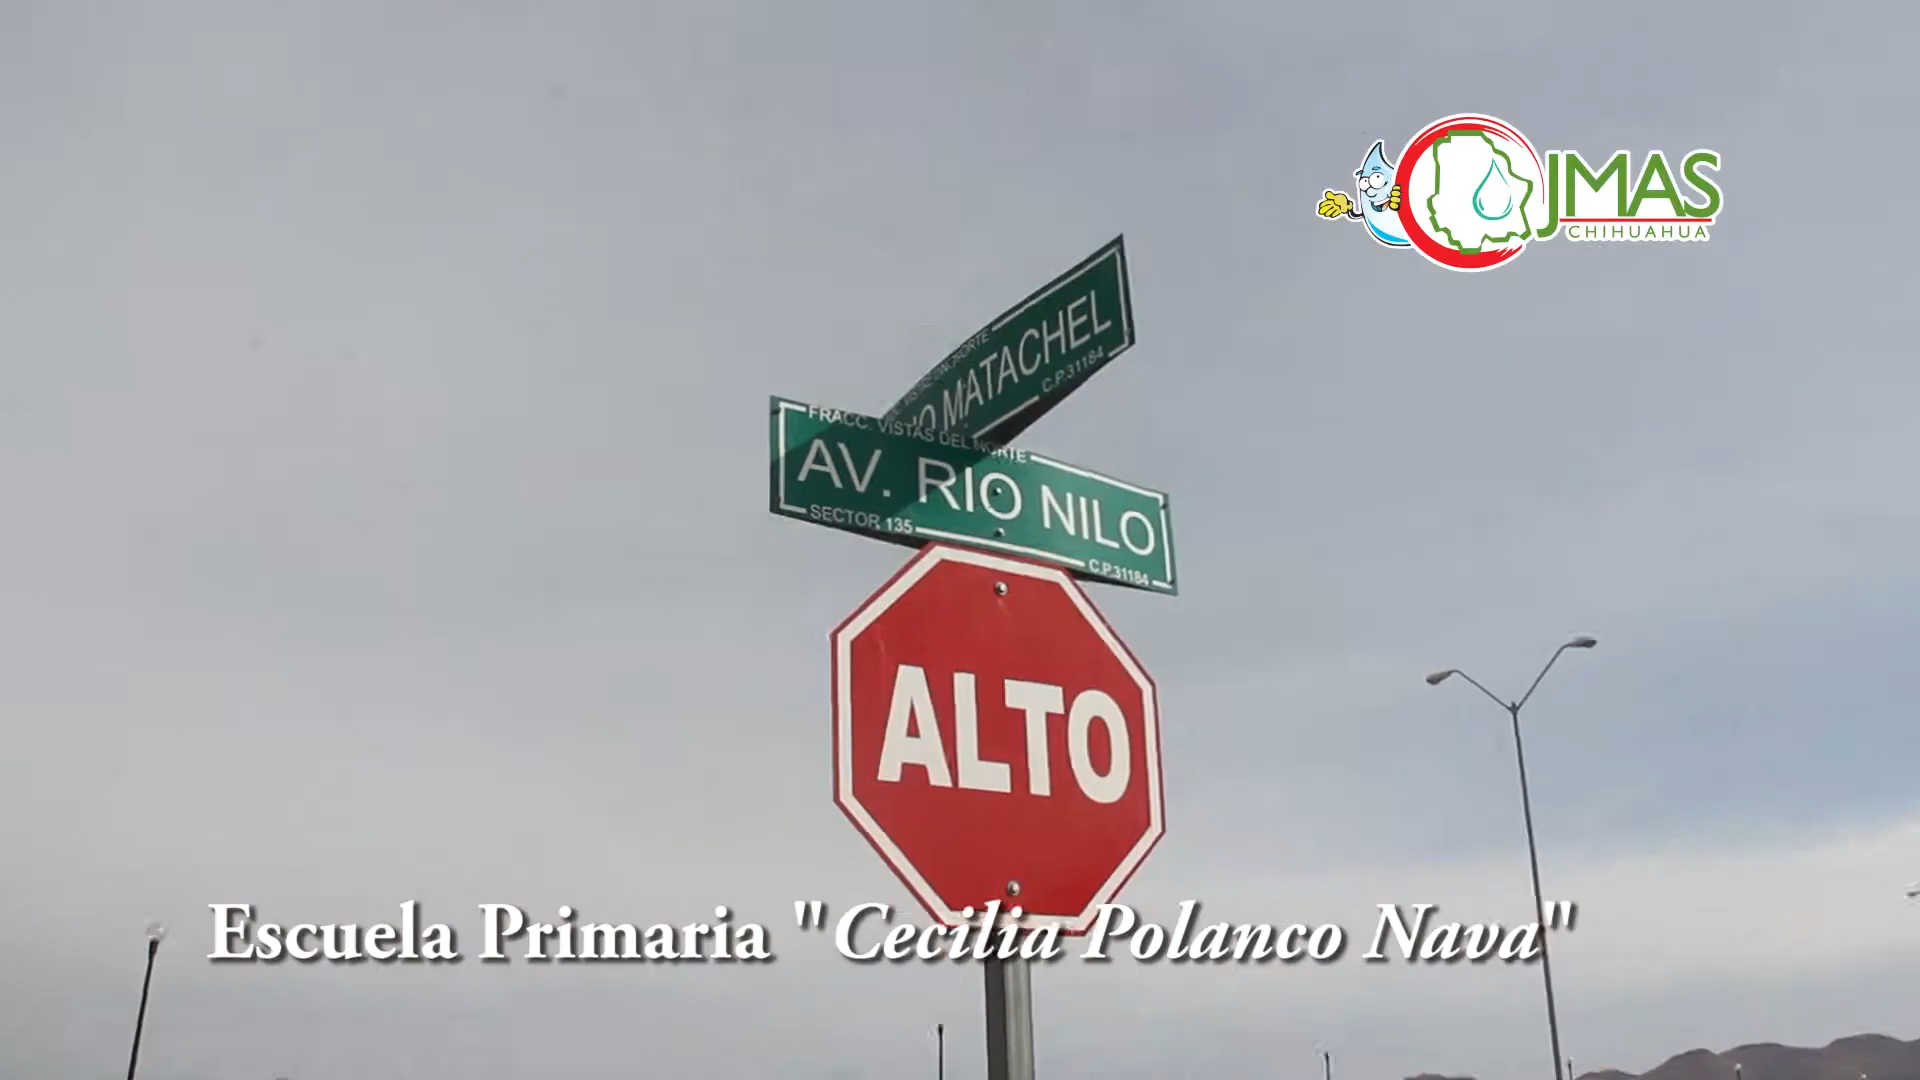 JMAS
CHIHUAHUA
MATACHEL
C.P.31184
FRACC. VISTAS DEL NORTE
AV. RIO NILO
SECTOR 135
C.P.31184
ALTO
Escuela Primaria "Cecilia Polanco Nava"